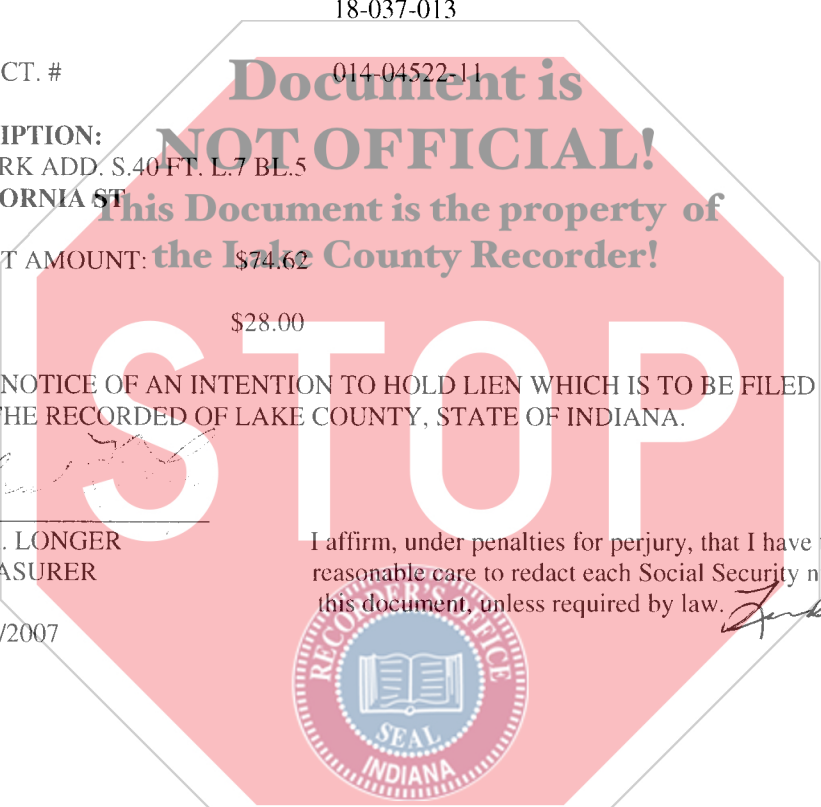 18-037-013
CT. # 014-04522-11
Document is
NOT OFFICIAL!
This Document is the property of
the Lake County Recorder!
IPTION:
RK ADD. S.40 FT. L.7 BL.5
ORNIA ST
T AMOUNT: $74.62
$28.00
STOP
NOTICE OF AN INTENTION TO HOLD LIEN WHICH IS TO BE FILED
THE RECORDED OF LAKE COUNTY, STATE OF INDIANA.
. LONGER
ASURER
/2007
I affirm, under penalties for perjury, that I have
reasonable care to redact each Social Security n
this document, unless required by law.
RECORDER'S OFFICE
SEAL
INDIANA